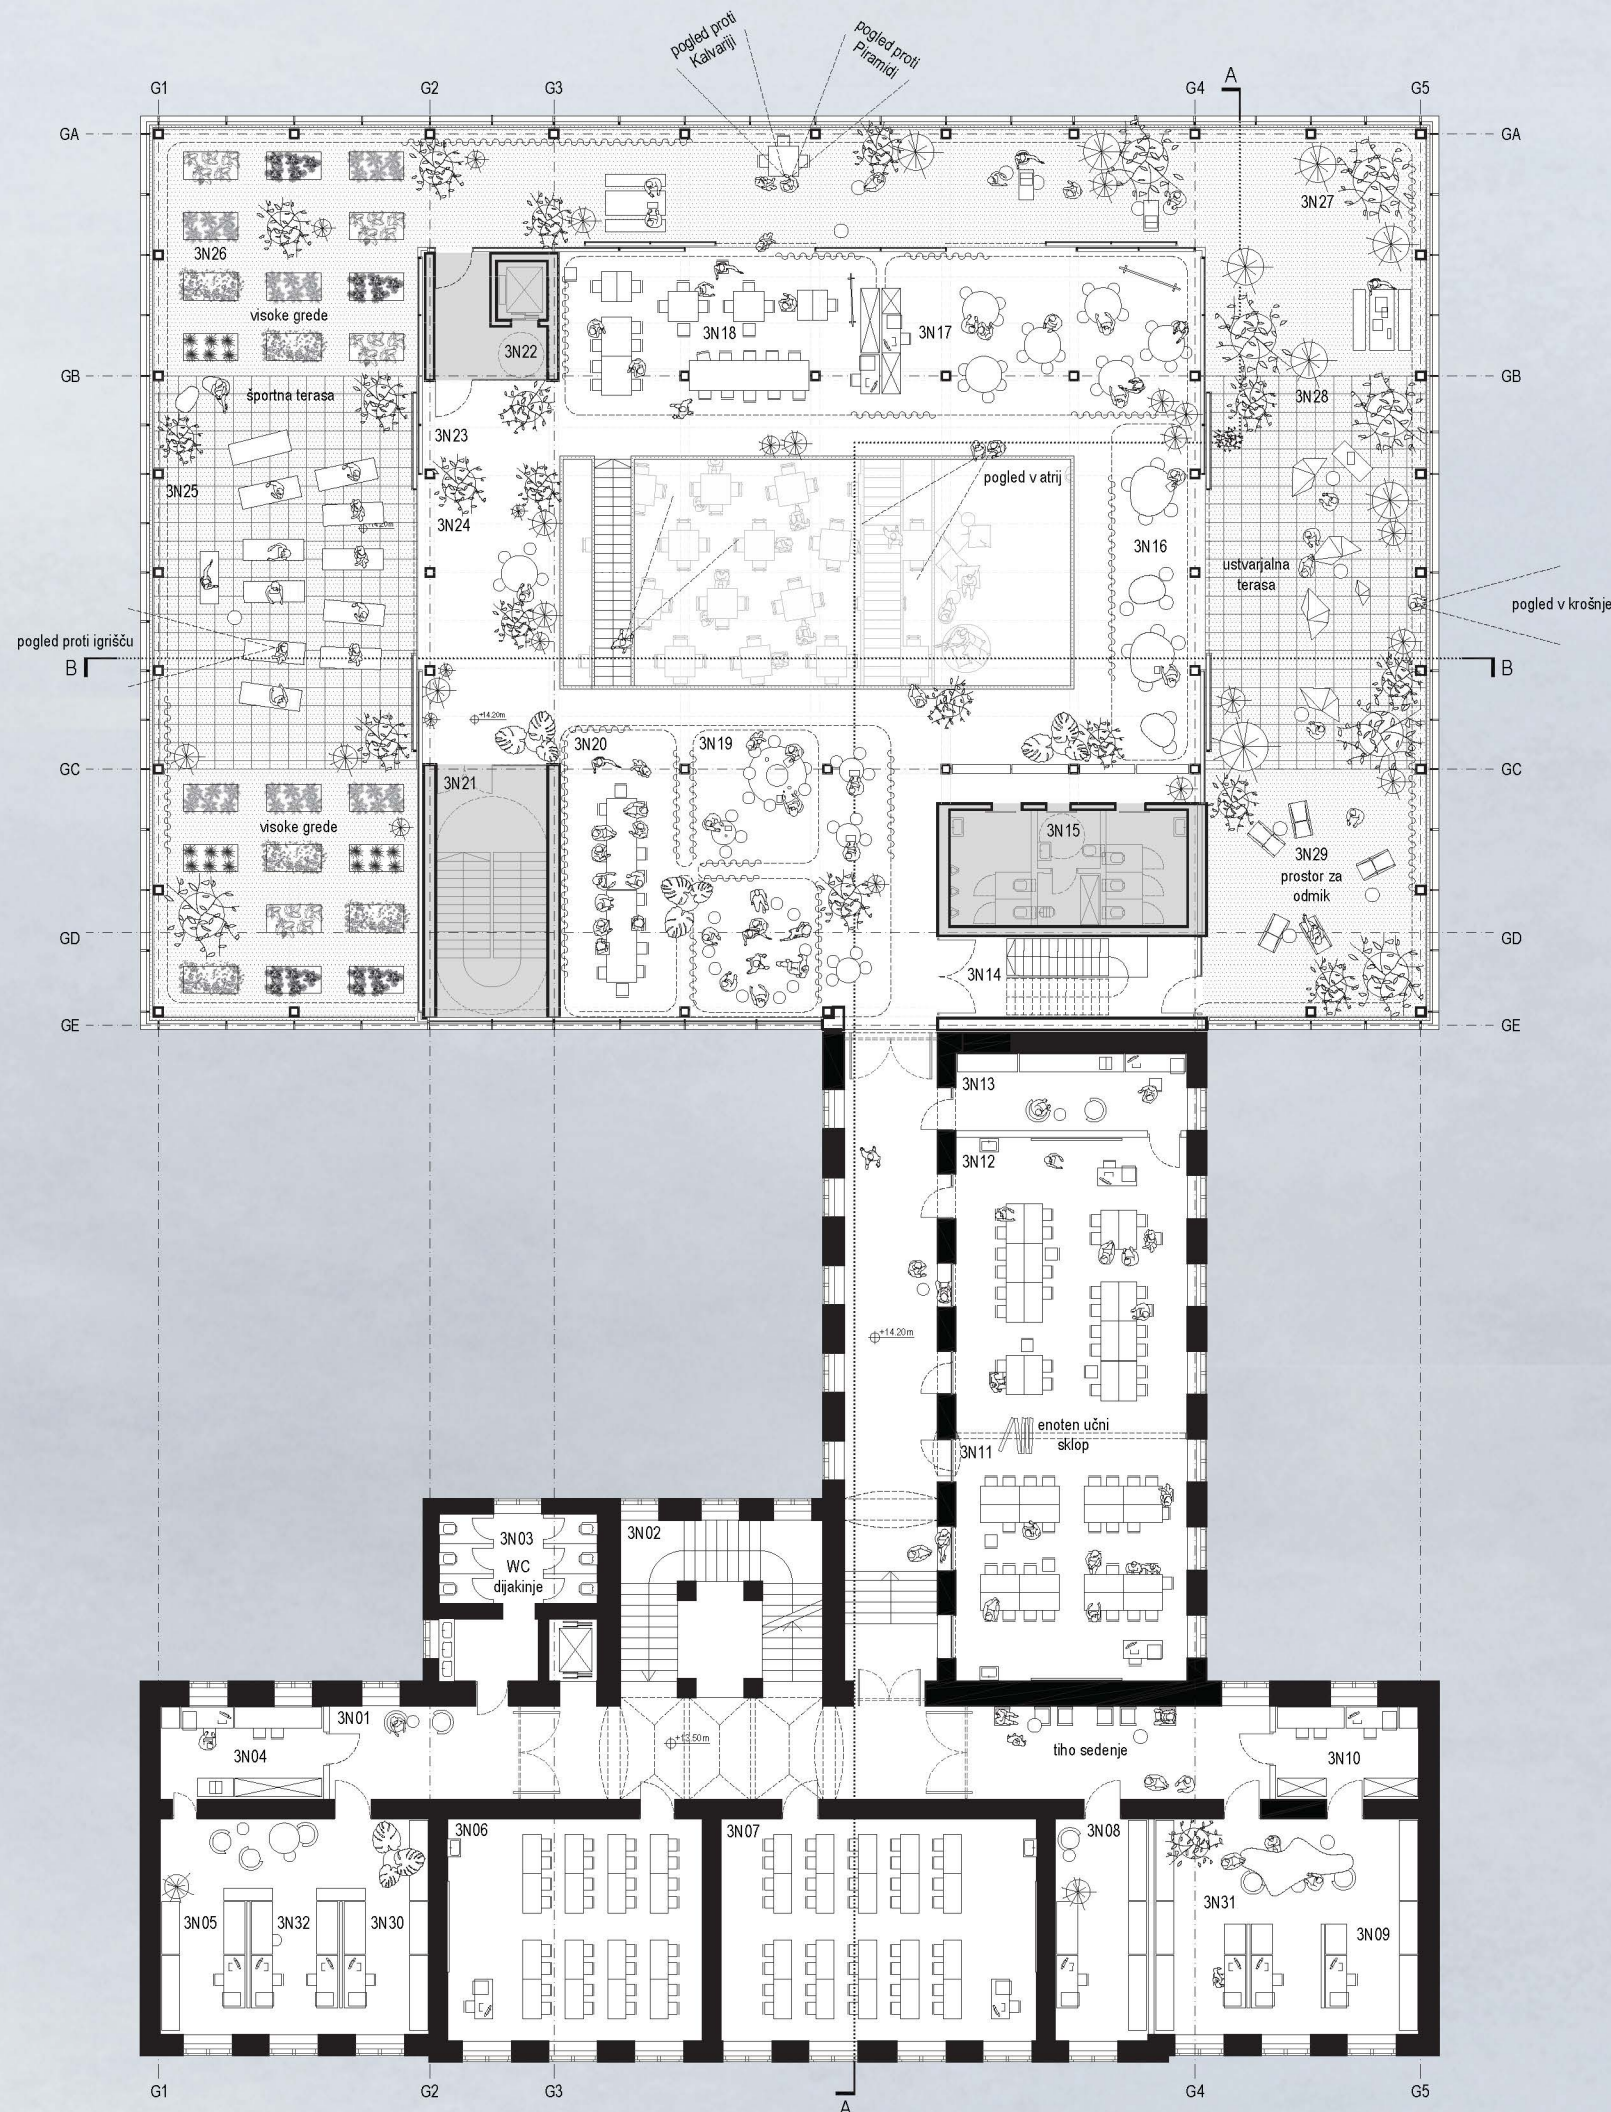 pogled proti
Kalvariji
pogled proti
Piramidi
G1
G2
G3
G4
A
G5
GA
GA
3N26
3N27
visoke grede
3N22
3N18
3N17
GB
GB
športna terasa
3N28
3N23
3N25
pogled v atrij
3N24
3N16
ustvarjalna
terasa
pogled v krošnje
pogled proti igrišču
B
B
+14.20m
3N20
3N19
GC
GC
3N21
visoke grede
3N15
3N29
prostor za
odmik
GD
GD
3N14
GE
GE
3N13
3N12
+14.20m
enoten učni
sklop
3N11
3N03
WC
dijakinje
3N02
3N01
3N04
+13.50m
tiho sedenje
3N10
3N06
3N07
3N08
3N05
3N32
3N30
3N31
3N09
G1
G2
G3
A
G4
G5